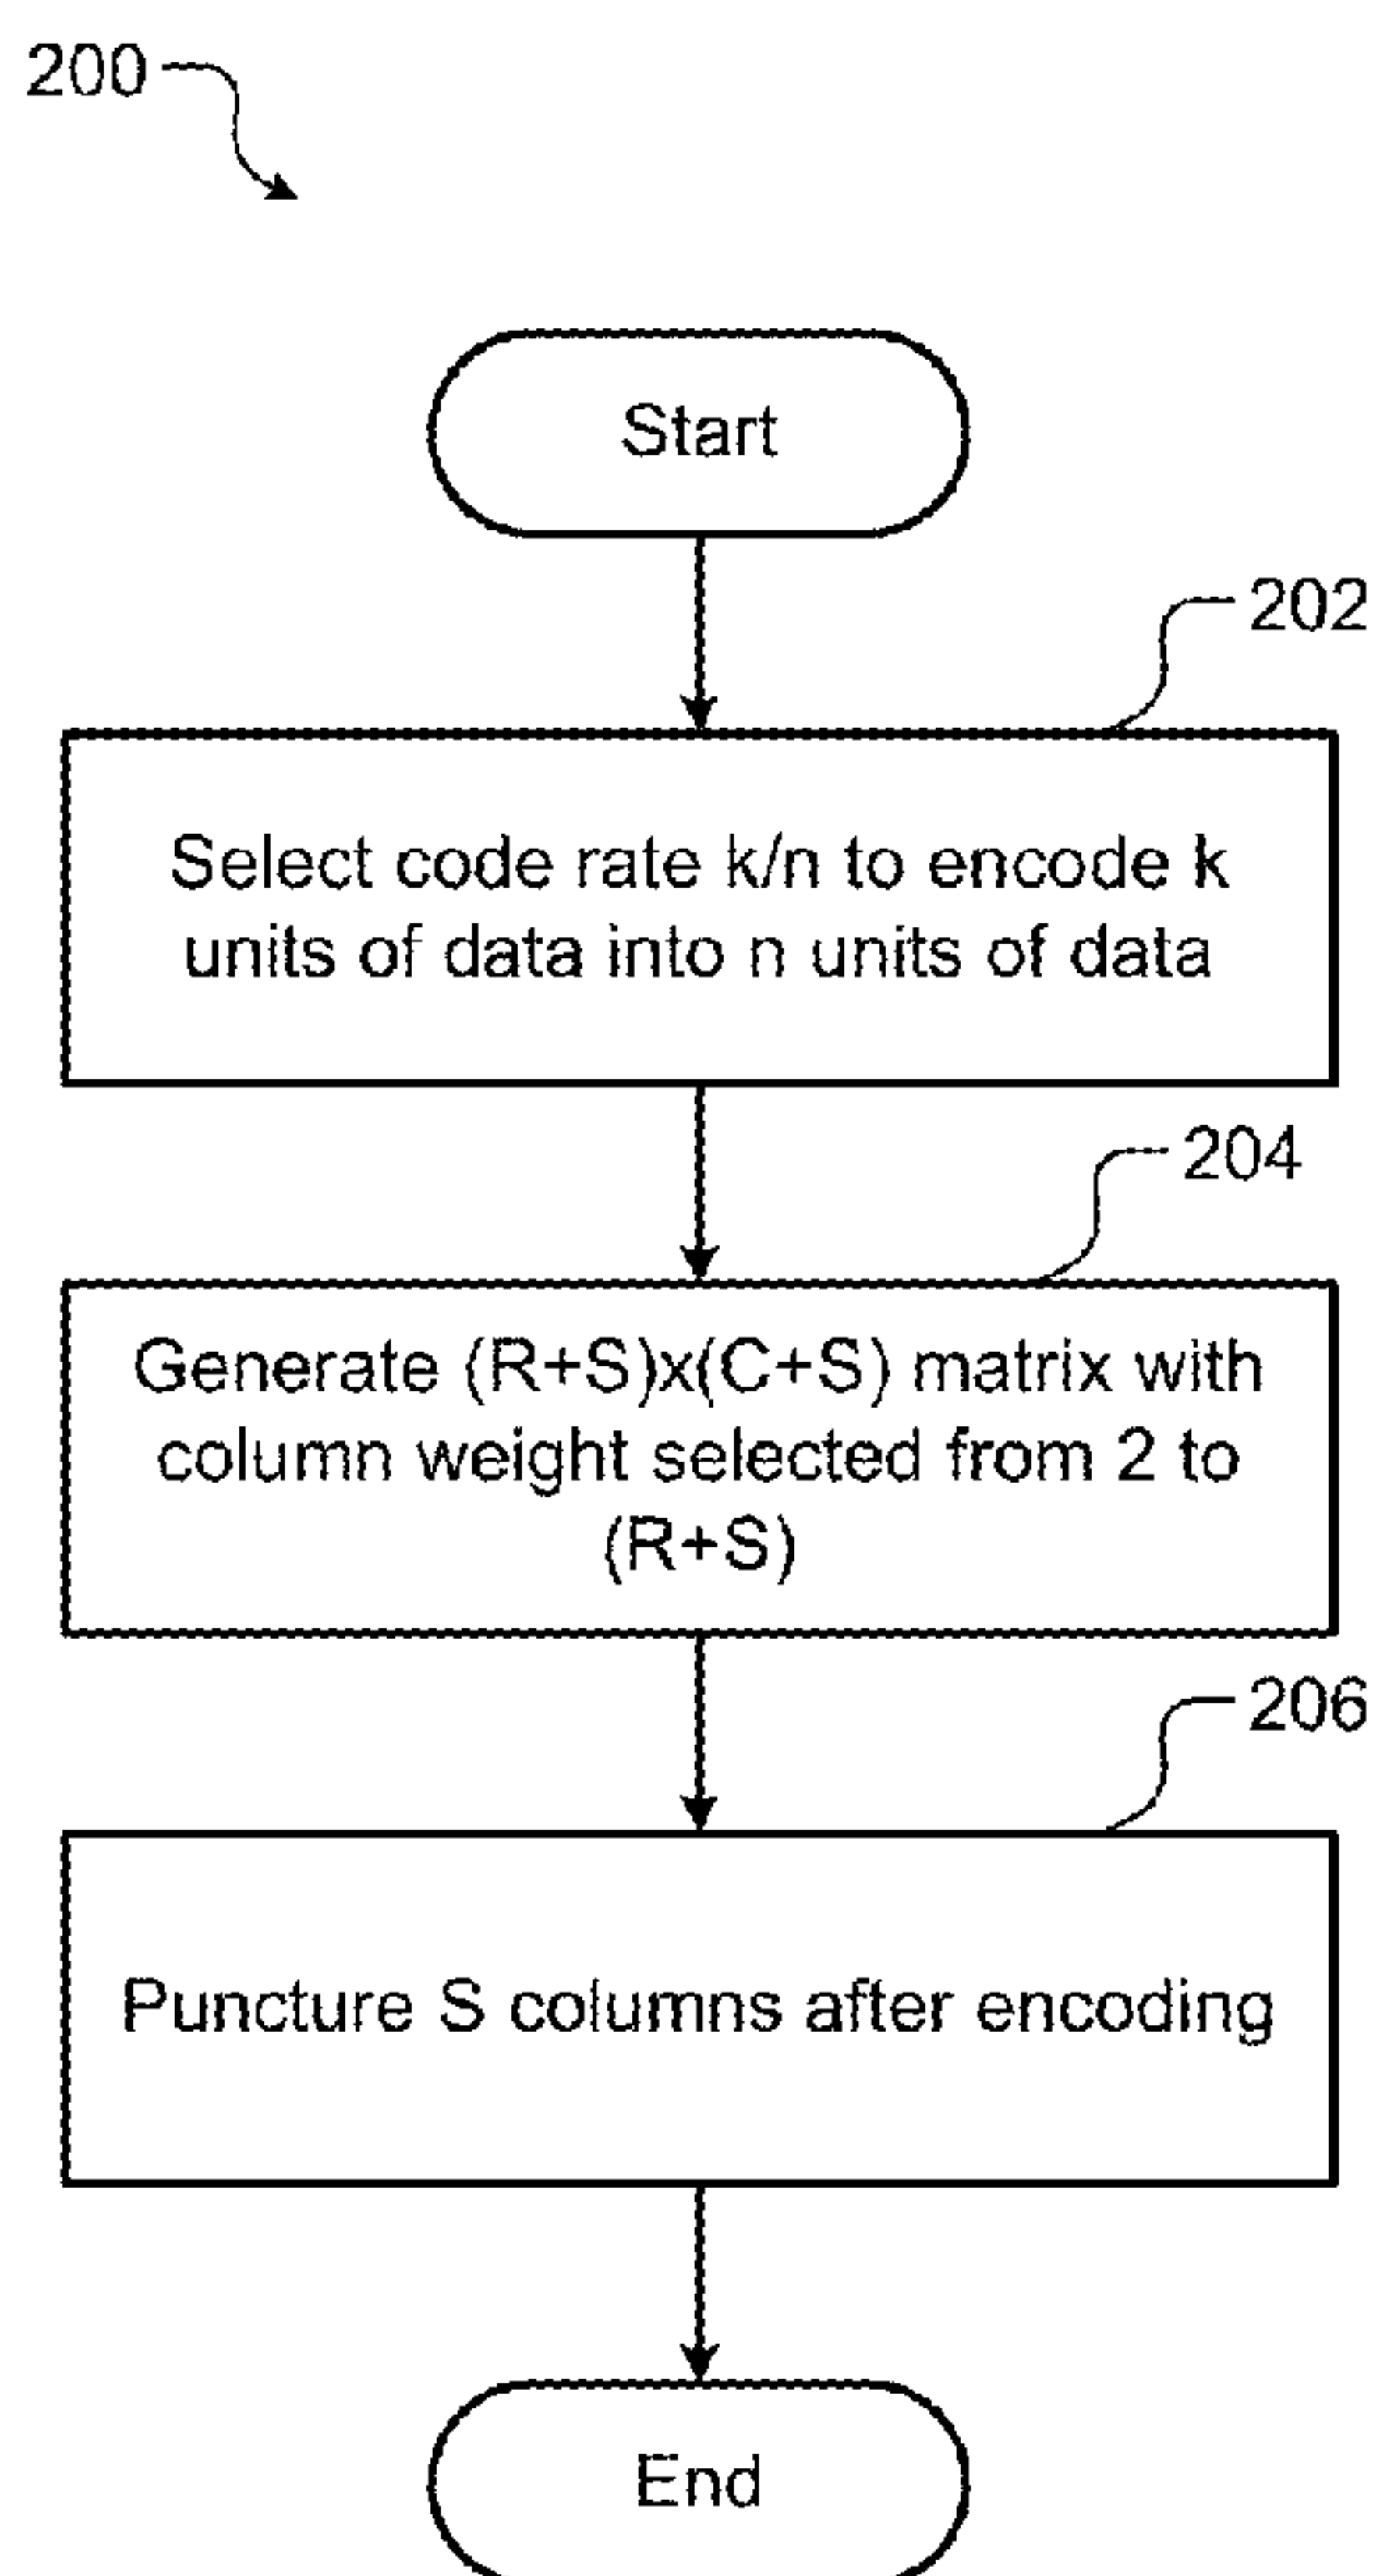 200
Start
202
Select code rate k/n to encode k
units of data into n units of data
204
Generate (R+S)x(C+S) matrix with
column weight selected from 2 to
(R+S)
206
Puncture S columns after encoding
End